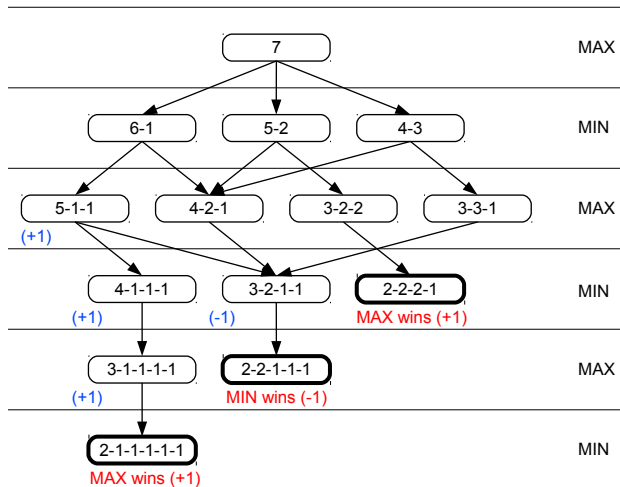 7 MAX
6-1 5-2 4-3 MIN
5-1-1 4-2-1 3-2-2 3-3-1 MAX
(+1)
4-1-1-1 3-2-1-1 2-2-2-1 MIN
(+1) (-1) MAX wins (+1)
3-1-1-1-1 2-2-1-1-1 MAX
(+1) MIN wins (-1)
2-1-1-1-1-1 MIN
MAX wins (+1)